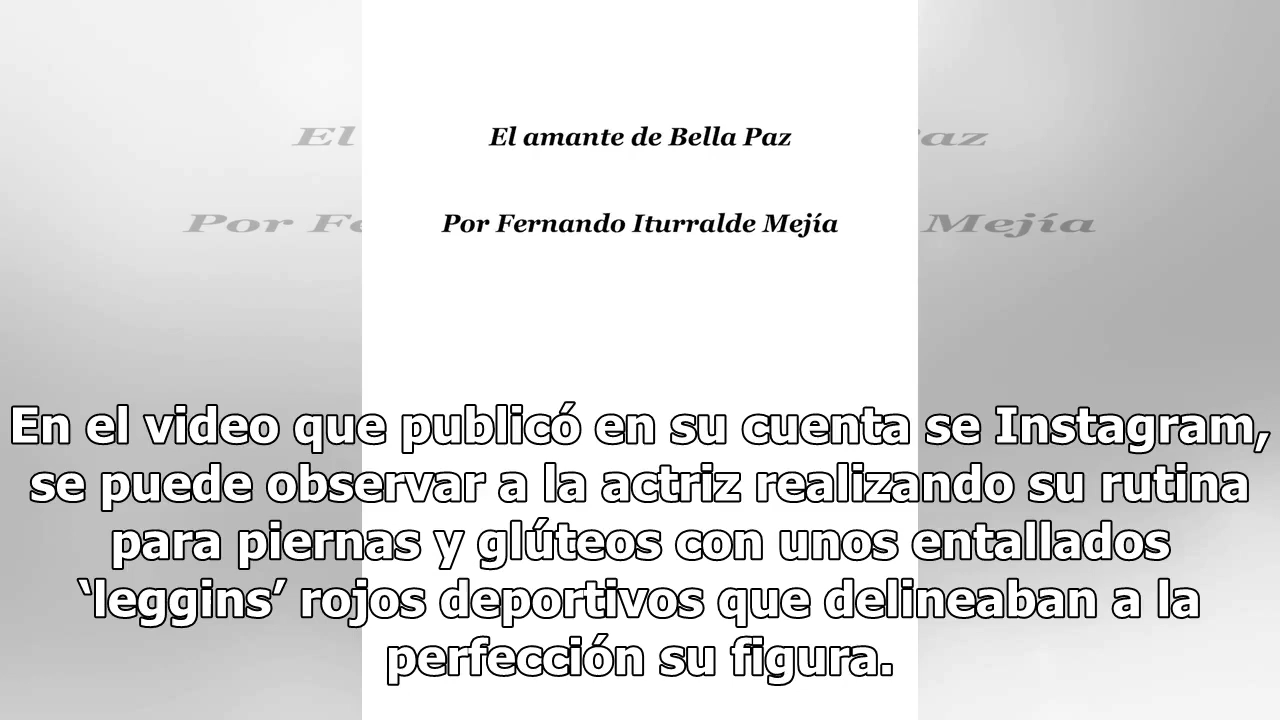 El amante de Bella Paz
Por Fernando Iturralde Mejía
En el video que publicó en su cuenta se Instagram,
se puede observar a la actriz realizando su rutina
para piernas y glúteos con unos entallados
‘leggins’ rojos deportivos que delineaban a la
perfección su figura.